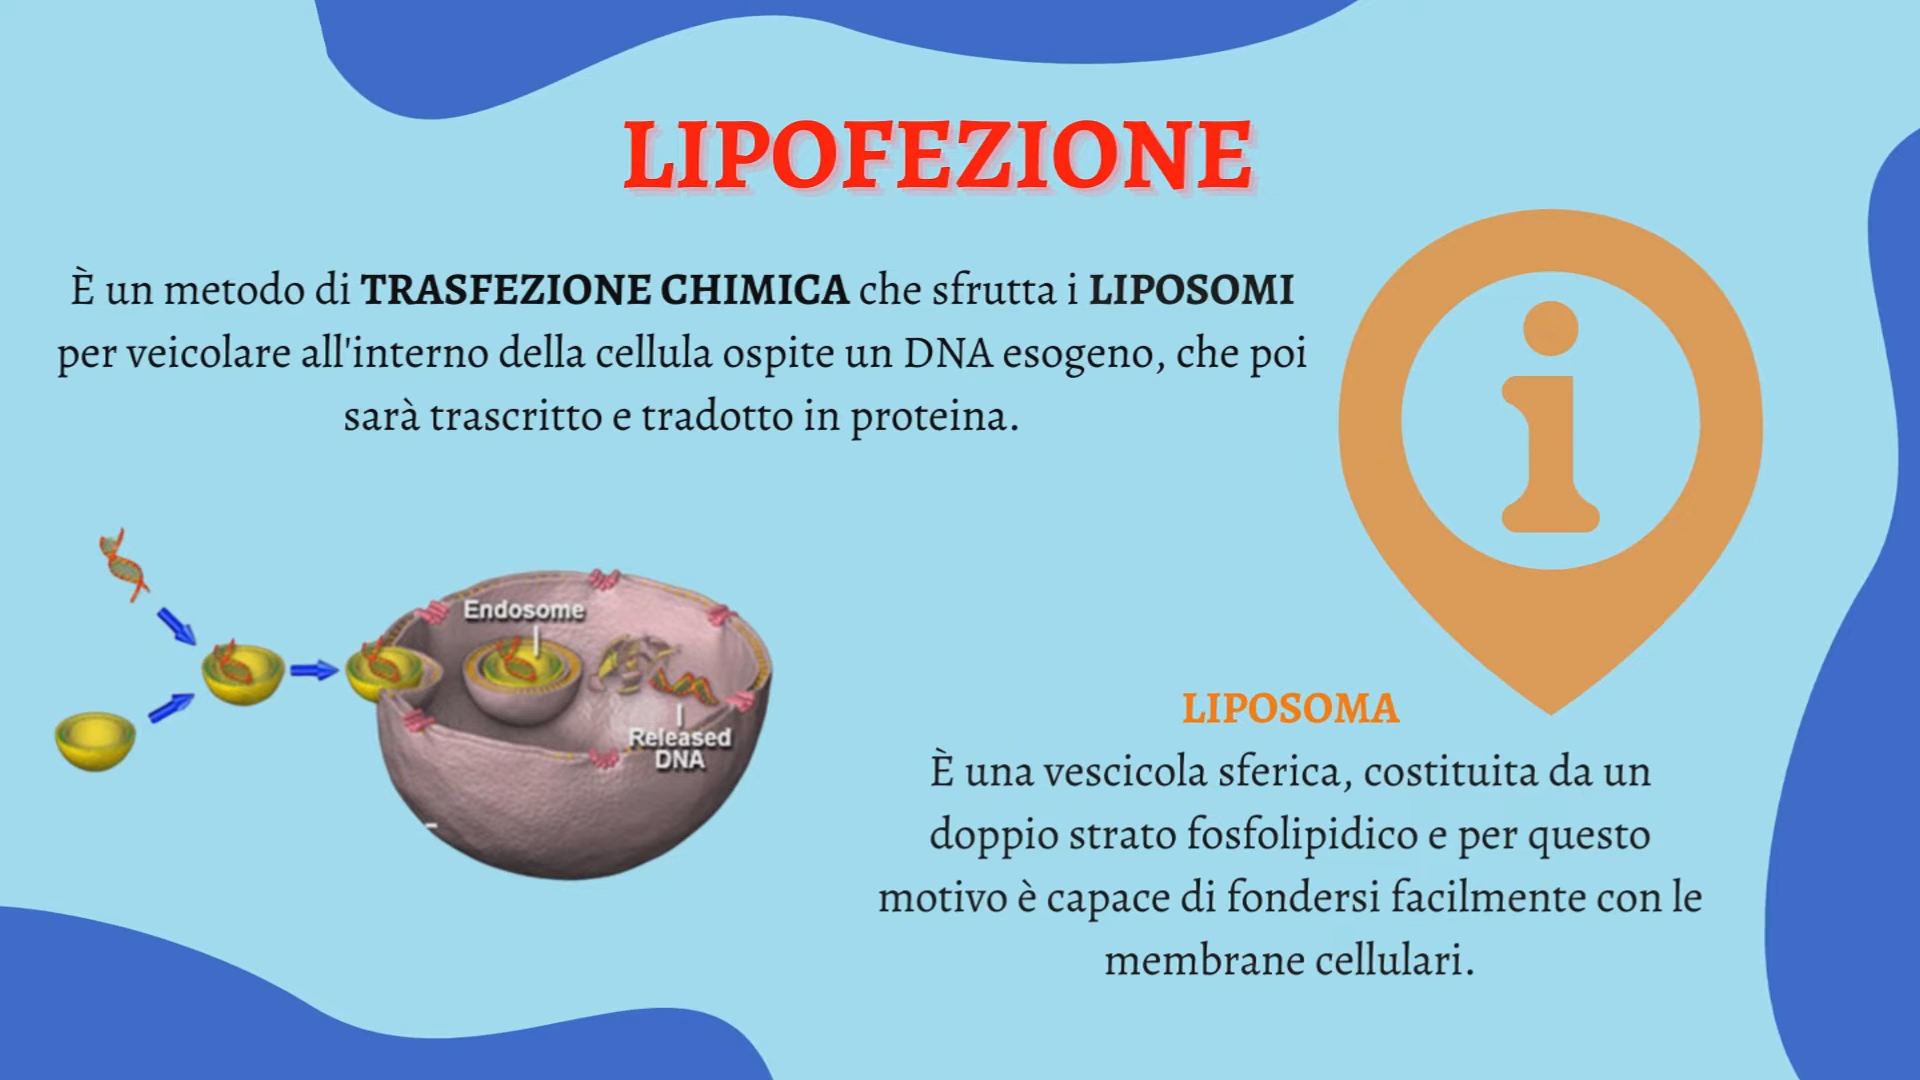 LIPOFEZIONE
È un metodo di TRASFEZIONE CHIMICA che sfrutta i LIPOSOMI
per veicolare all'interno della cellula ospite un DNA esogeno, che poi
sarà trascritto e tradotto in proteina.
Endosome
Released
DNA
LIPOSOMA
È una vescicola sferica, costituita da un
doppio strato fosfolipidico e per questo
motivo è capace di fondersi facilmente con le
membrane cellulari.